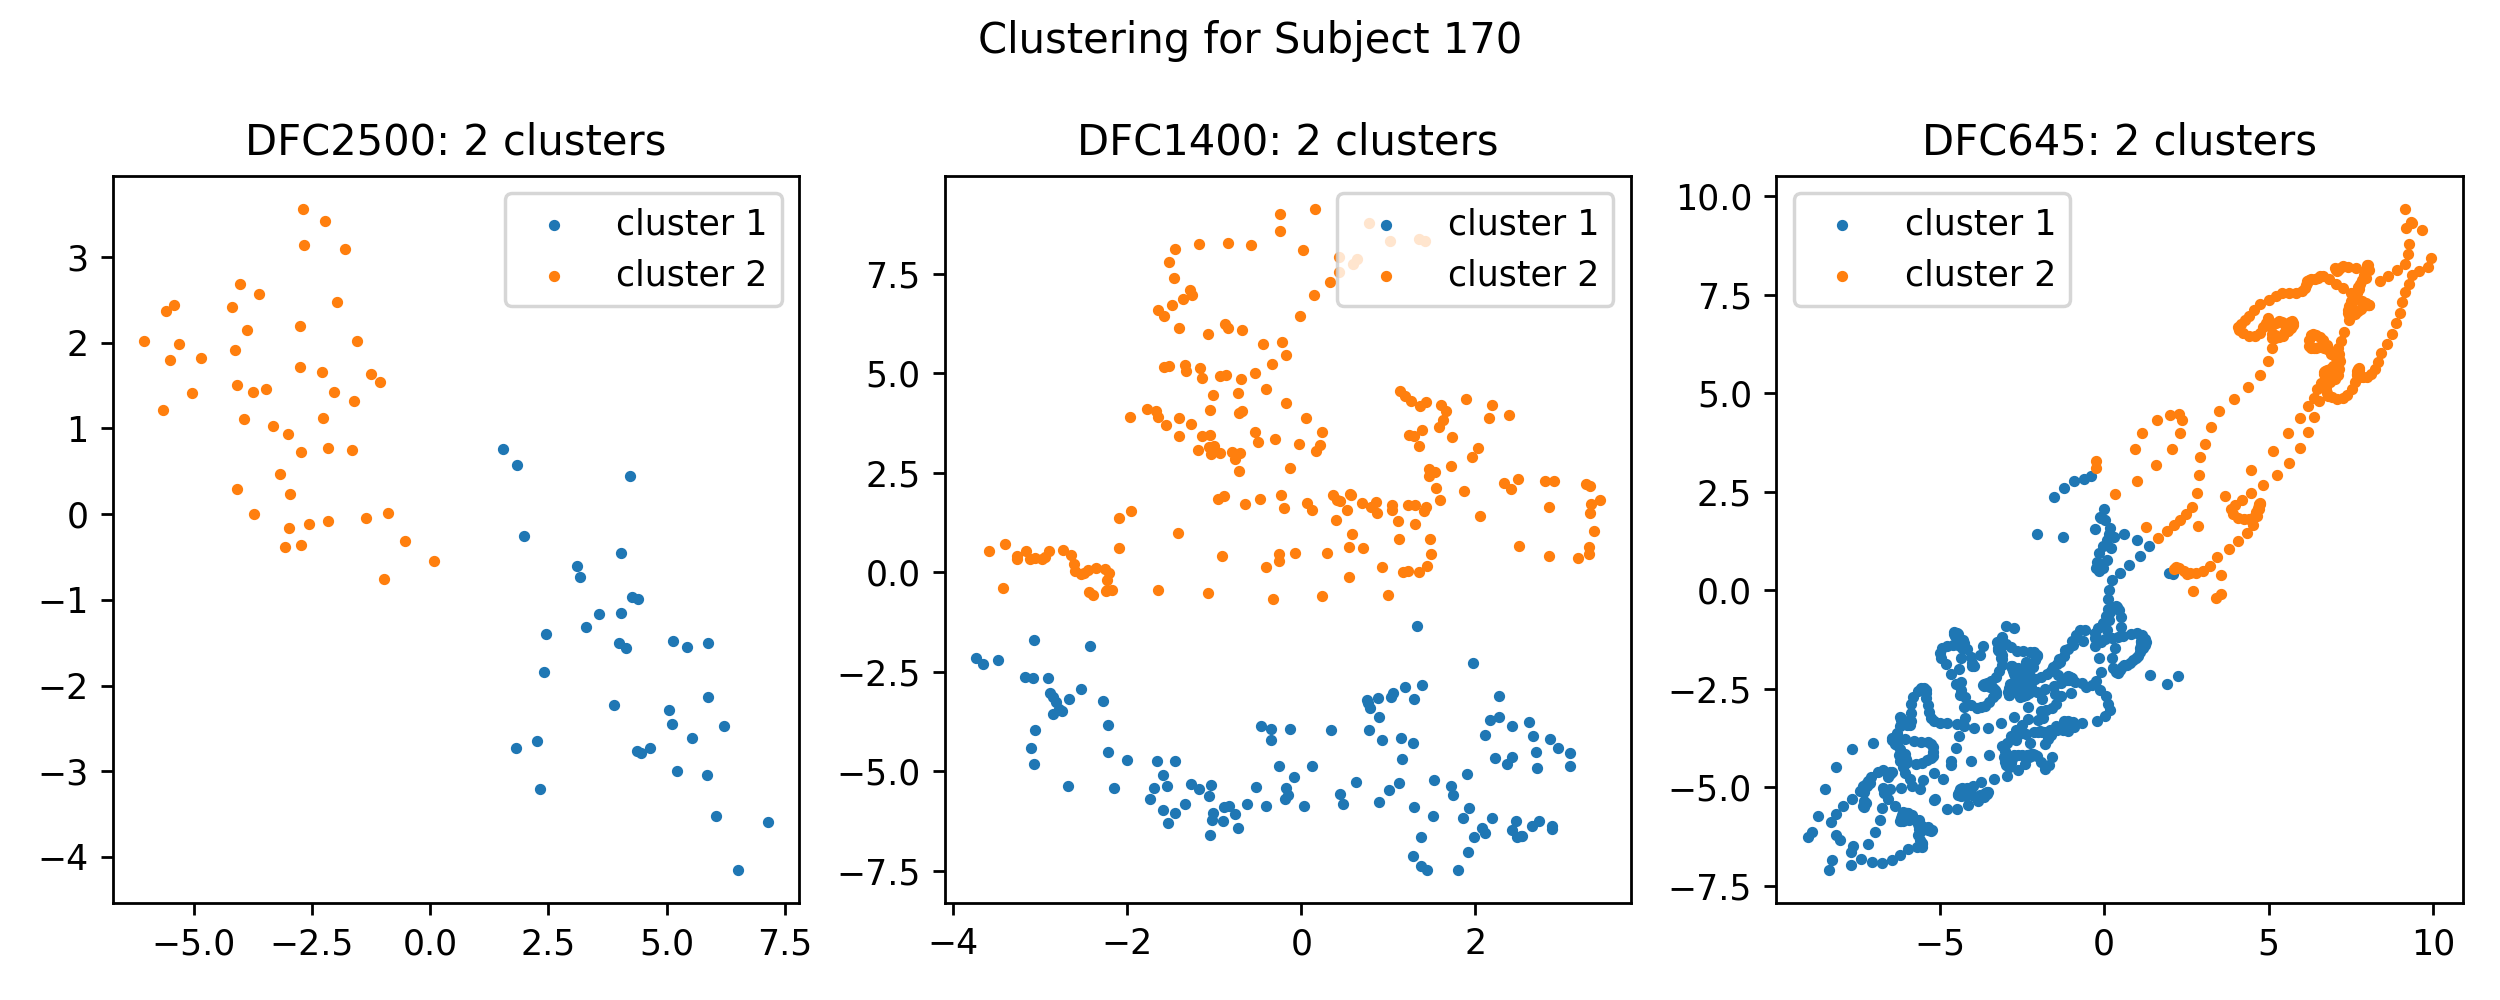 Clustering for Subject 170
DFC2500: 2 clusters
cluster 1
cluster 2
3
2
1
0
−1
−2
−3
−4
−5.0 −2.5 0.0 2.5 5.0 7.5
DFC1400: 2 clusters
cluster 1
cluster 2
7.5
5.0
2.5
0.0
−2.5
−5.0
−7.5
−4 −2 0 2
DFC645: 2 clusters
cluster 1
cluster 2
10.0
7.5
5.0
2.5
0.0
−2.5
−5.0
−7.5
−5 0 5 10